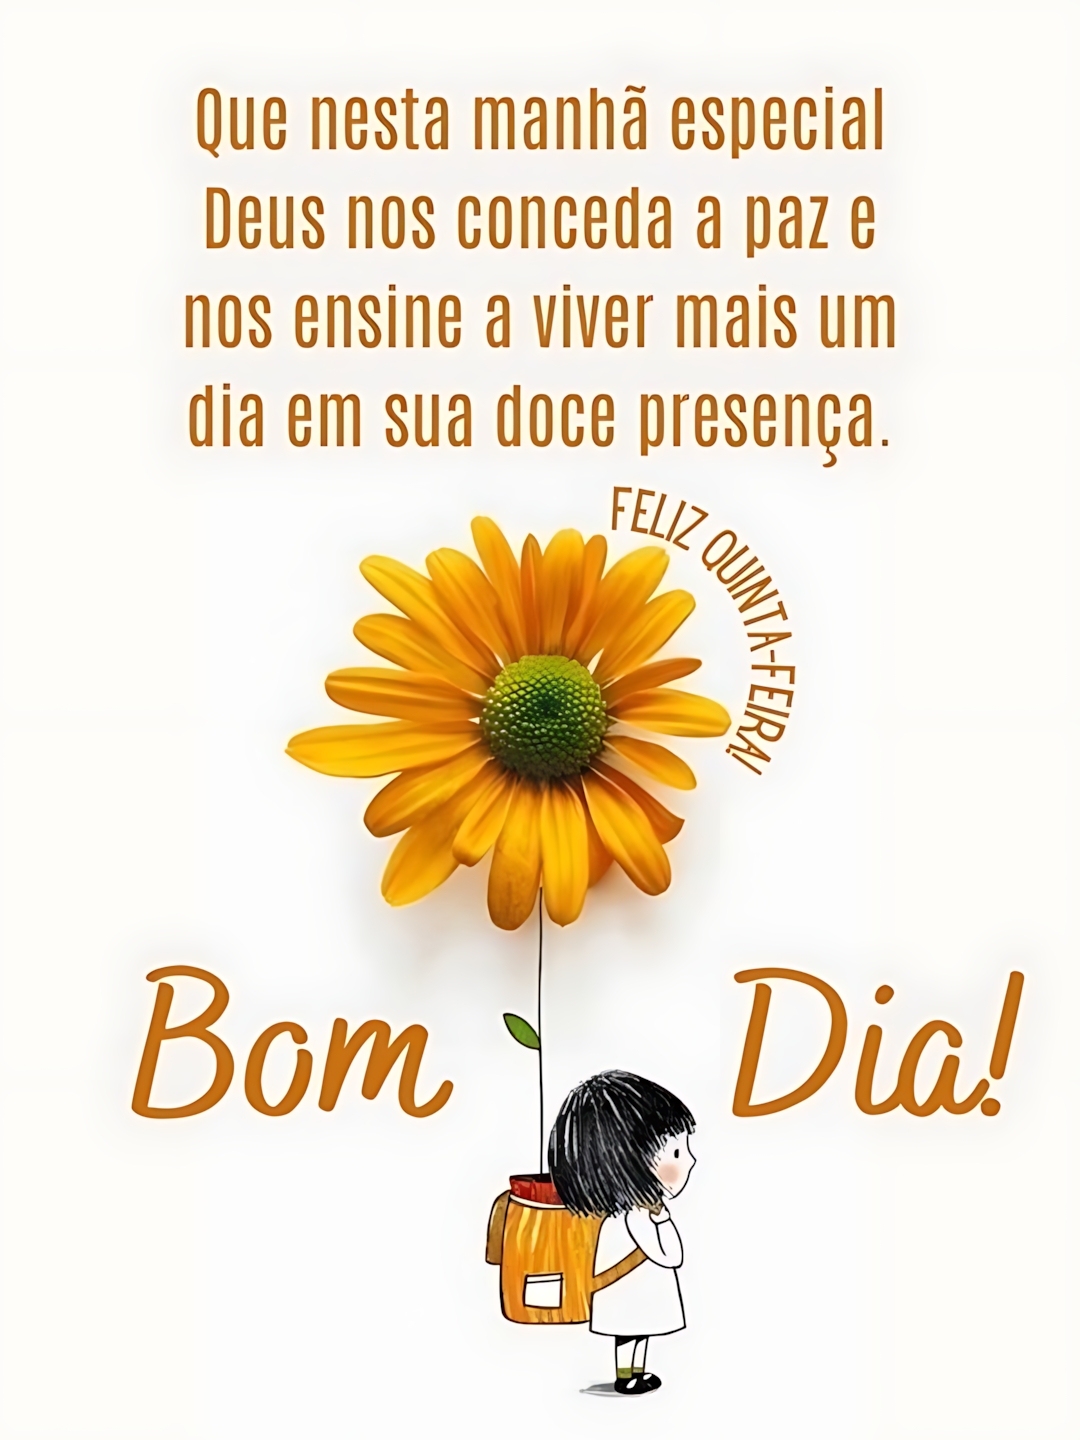 Que nesta manhã especial
Deus nos conceda a paz e
nos ensine a viver mais um
dia em sua doce presença.
FELIZ QUINTA-FEIRA!
Bom Dia!